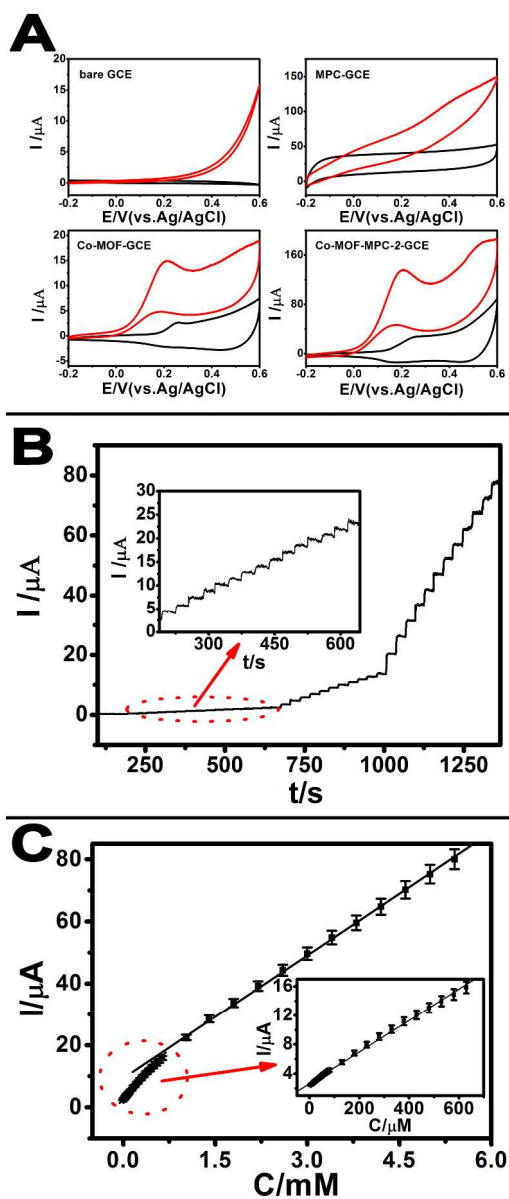 A
bare GCE
I /μA
15
10
5
0
-0.2 0.0 0.2 0.4 0.6
E/V(vs.Ag/AgCl)
MPC-GCE
I /μA
150
100
50
0
-0.2 0.0 0.2 0.4 0.6
E/V(vs.Ag/AgCl)
Co-MOF-GCE
I /μA
20
15
10
5
0
-5
-0.2 0.0 0.2 0.4 0.6
E/V(vs.Ag/AgCl)
Co-MOF-MPC-2-GCE
I /μA
160
80
0
-0.2 0.0 0.2 0.4 0.6
E/V(vs.Ag/AgCl)
B
I /μA
80
60
40
20
0
250 500 750 1000 1250
t/s
I /μA
30
25
20
15
10
5
0
300 400 500 600
t/s
C
I/μA
80
60
40
20
0
0.0 1.5 3.0 4.5 6.0
C/mM
I/μA
16
12
8
4
0 200 400 600
C/μM